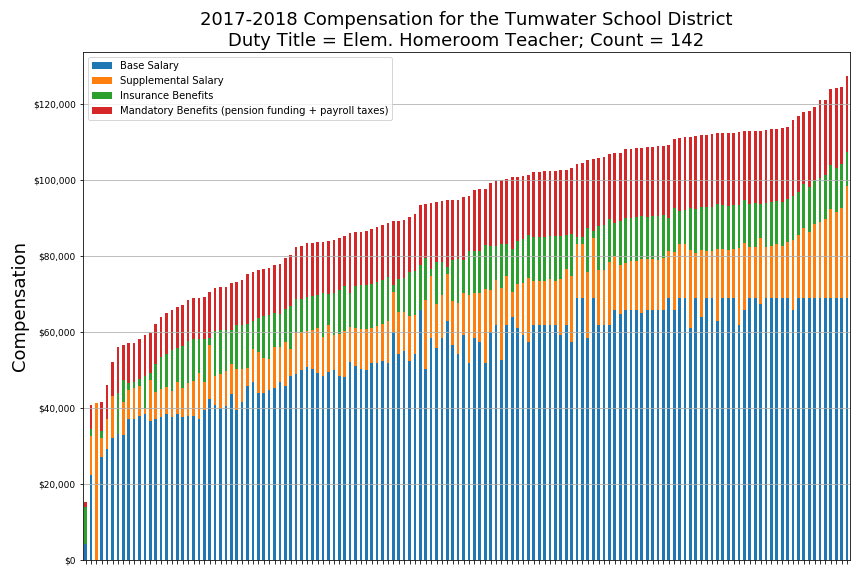 2017-2018 Compensation for the Tumwater School District
Duty Title = Elem. Homeroom Teacher; Count = 142
Base Salary
Supplemental Salary
Insurance Benefits
Mandatory Benefits (pension funding + payroll taxes)
Compensation
$120,000
$100,000
$80,000
$60,000
$40,000
$20,000
$0